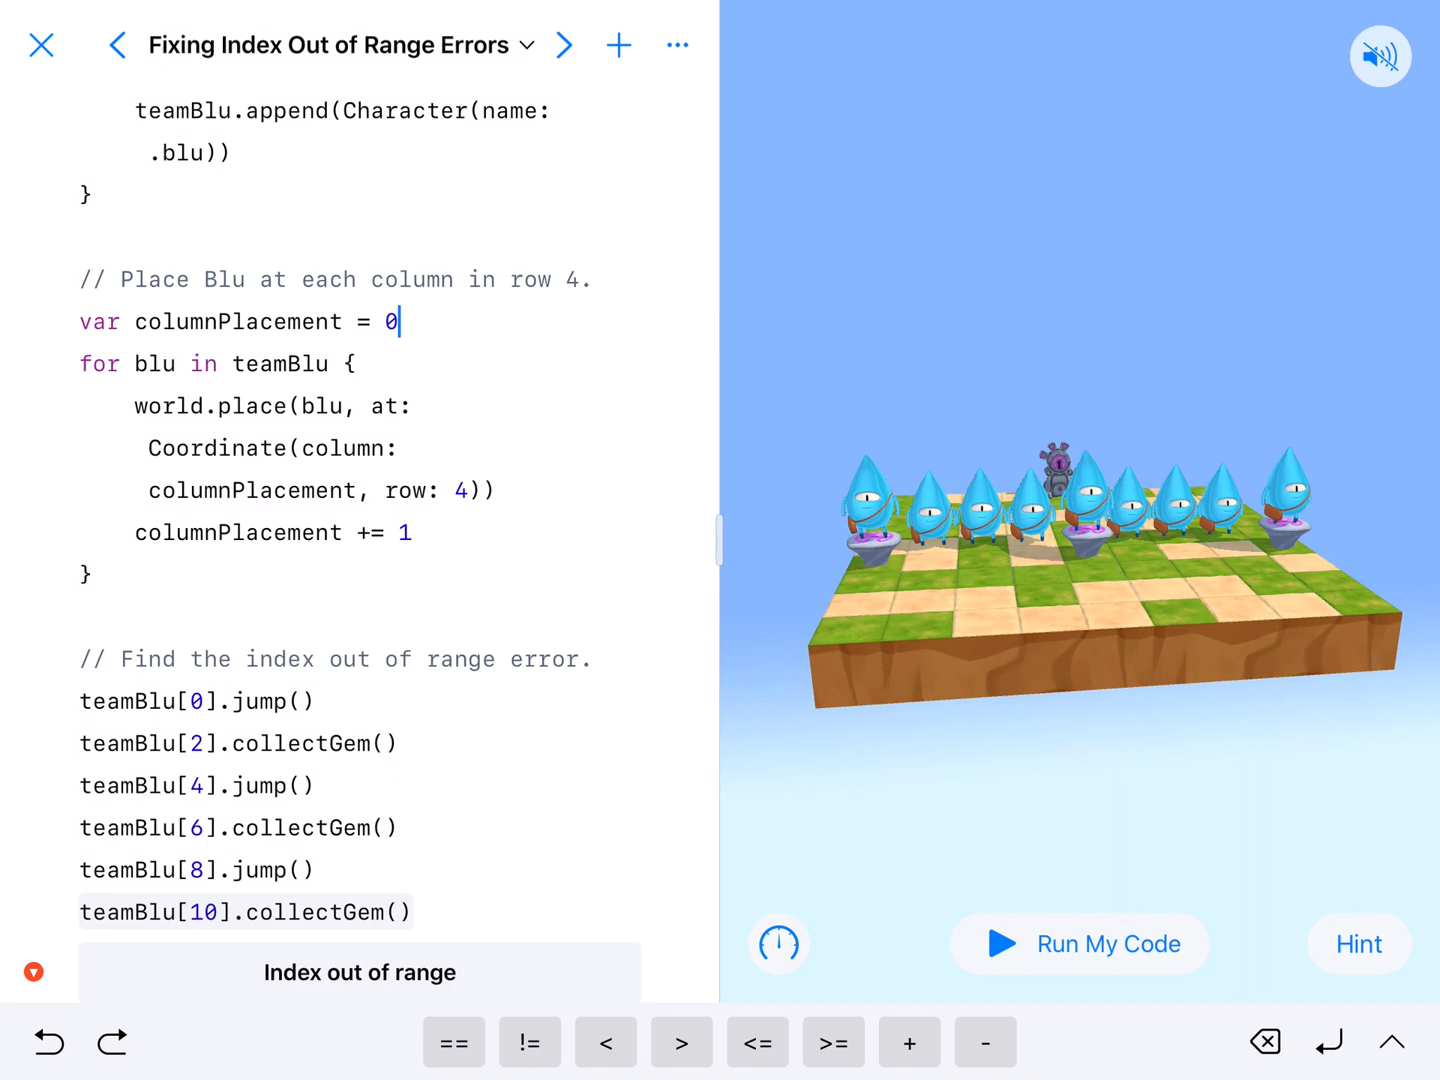 Fixing Index Out of Range Errors
teamBlu.append(Character(name:
.blu))
}
// Place Blu at each column in row 4.
var columnPlacement = 0
for blu in teamBlu {
world.place(blu, at:
Coordinate(column:
columnPlacement, row: 4))
columnPlacement += 1
}
// Find the index out of range error.
teamBlu[0].jump()
teamBlu[2].collectGem()
teamBlu[4].jump()
teamBlu[6].collectGem()
teamBlu[8].jump()
teamBlu[10].collectGem()
Index out of range
Run My Code
Hint
== != < > <= >= + -